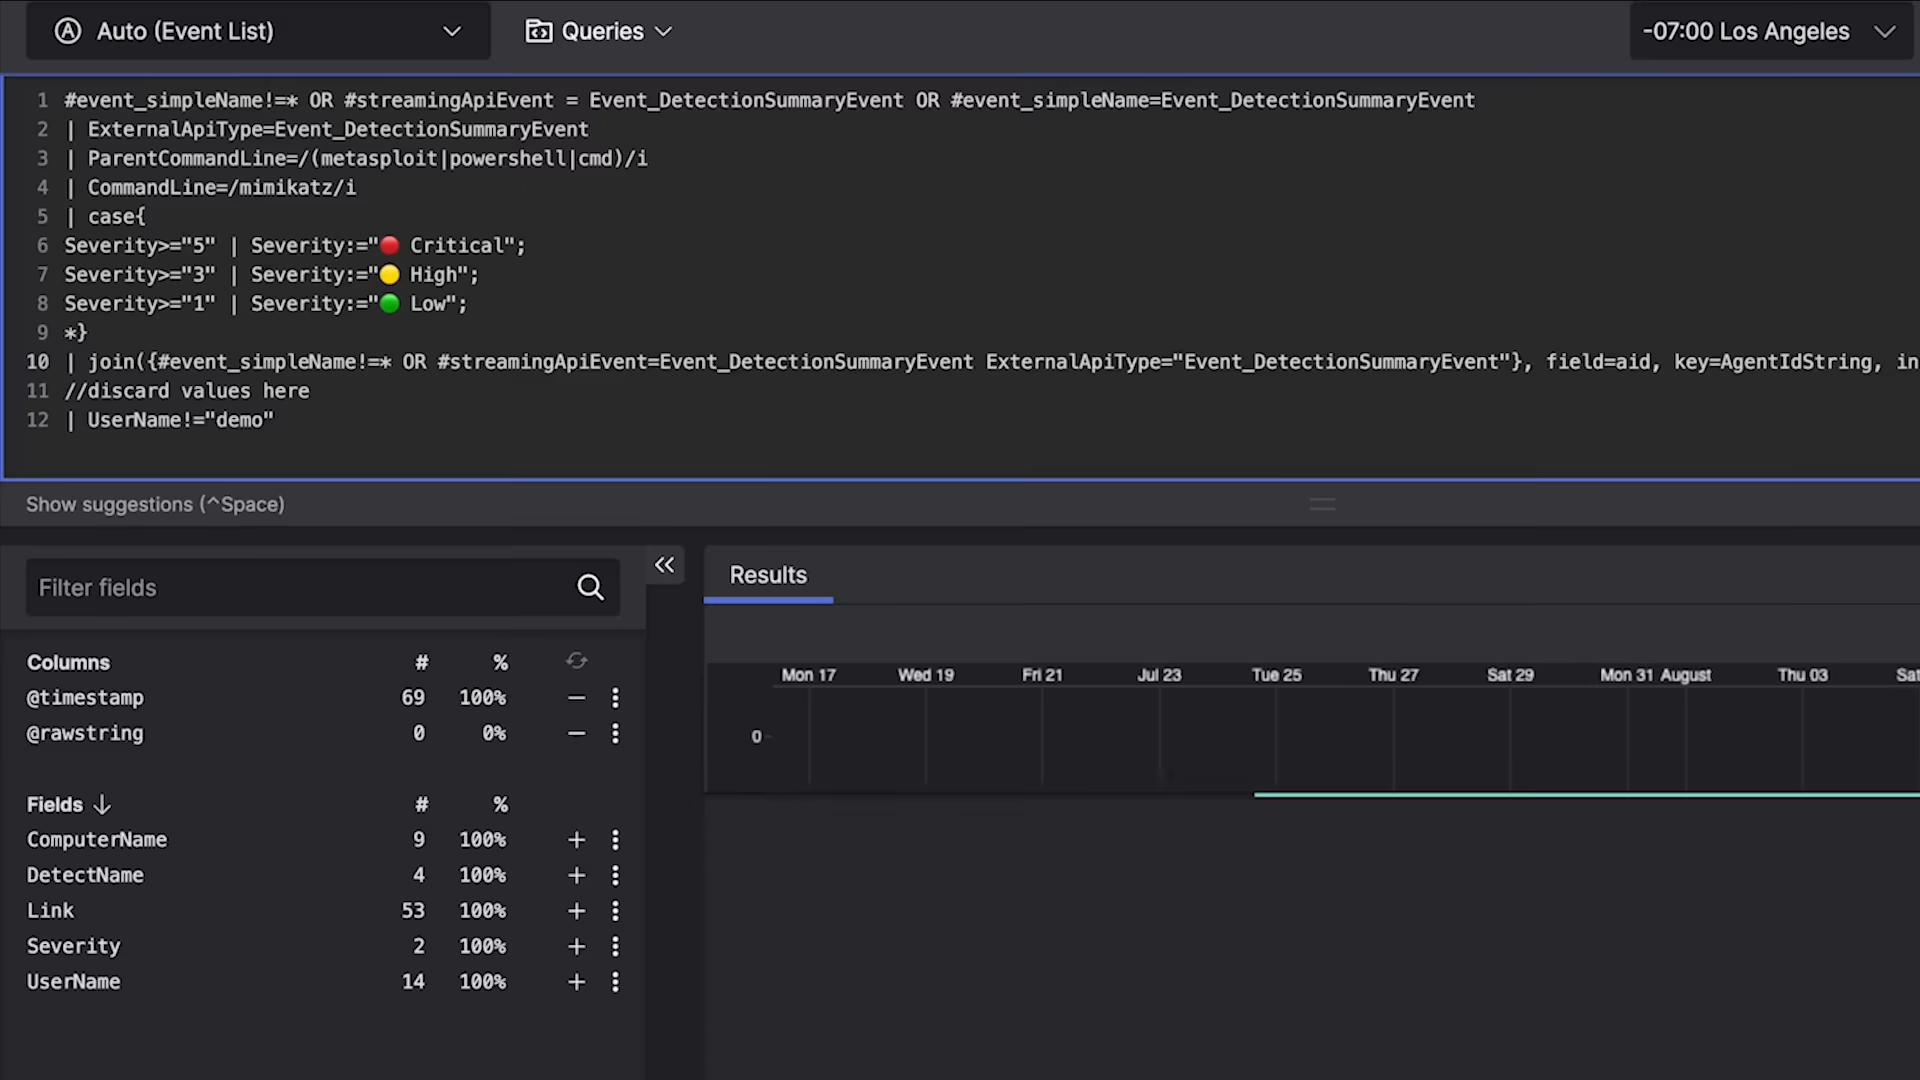 Auto (Event List)
Queries
-07:00 Los Angeles
1 #event_simpleName!=* OR #streamingApiEvent = Event_DetectionSummaryEvent OR #event_simpleName=Event_DetectionSummaryEvent
2 | ExternalApiType=Event_DetectionSummaryEvent
3 | ParentCommandLine=/(metasploit|powershell|cmd)/i
4 | CommandLine=/mimikatz/i
5 | case{
6 Severity>="5" | Severity:="🔴 Critical";
7 Severity>="3" | Severity:="🟡 High";
8 Severity>="1" | Severity:="🟢 Low";
9 *}
10 | join({#event_simpleName!=* OR #streamingApiEvent=Event_DetectionSummaryEvent ExternalApiType="Event_DetectionSummaryEvent"}, field=aid, key=AgentIdString, in
11 //discard values here
12 | UserName!="demo"
Show suggestions (^Space)
Filter fields
Columns # %
@timestamp 69 100%
@rawstring 0 0%
Fields ↓ # %
ComputerName 9 100%
DetectName 4 100%
Link 53 100%
Severity 2 100%
UserName 14 100%
Results
Mon 17 Wed 19 Fri 21 Jul 23 Tue 25 Thu 27 Sat 29 Mon 31 August Thu 03 Sat
0